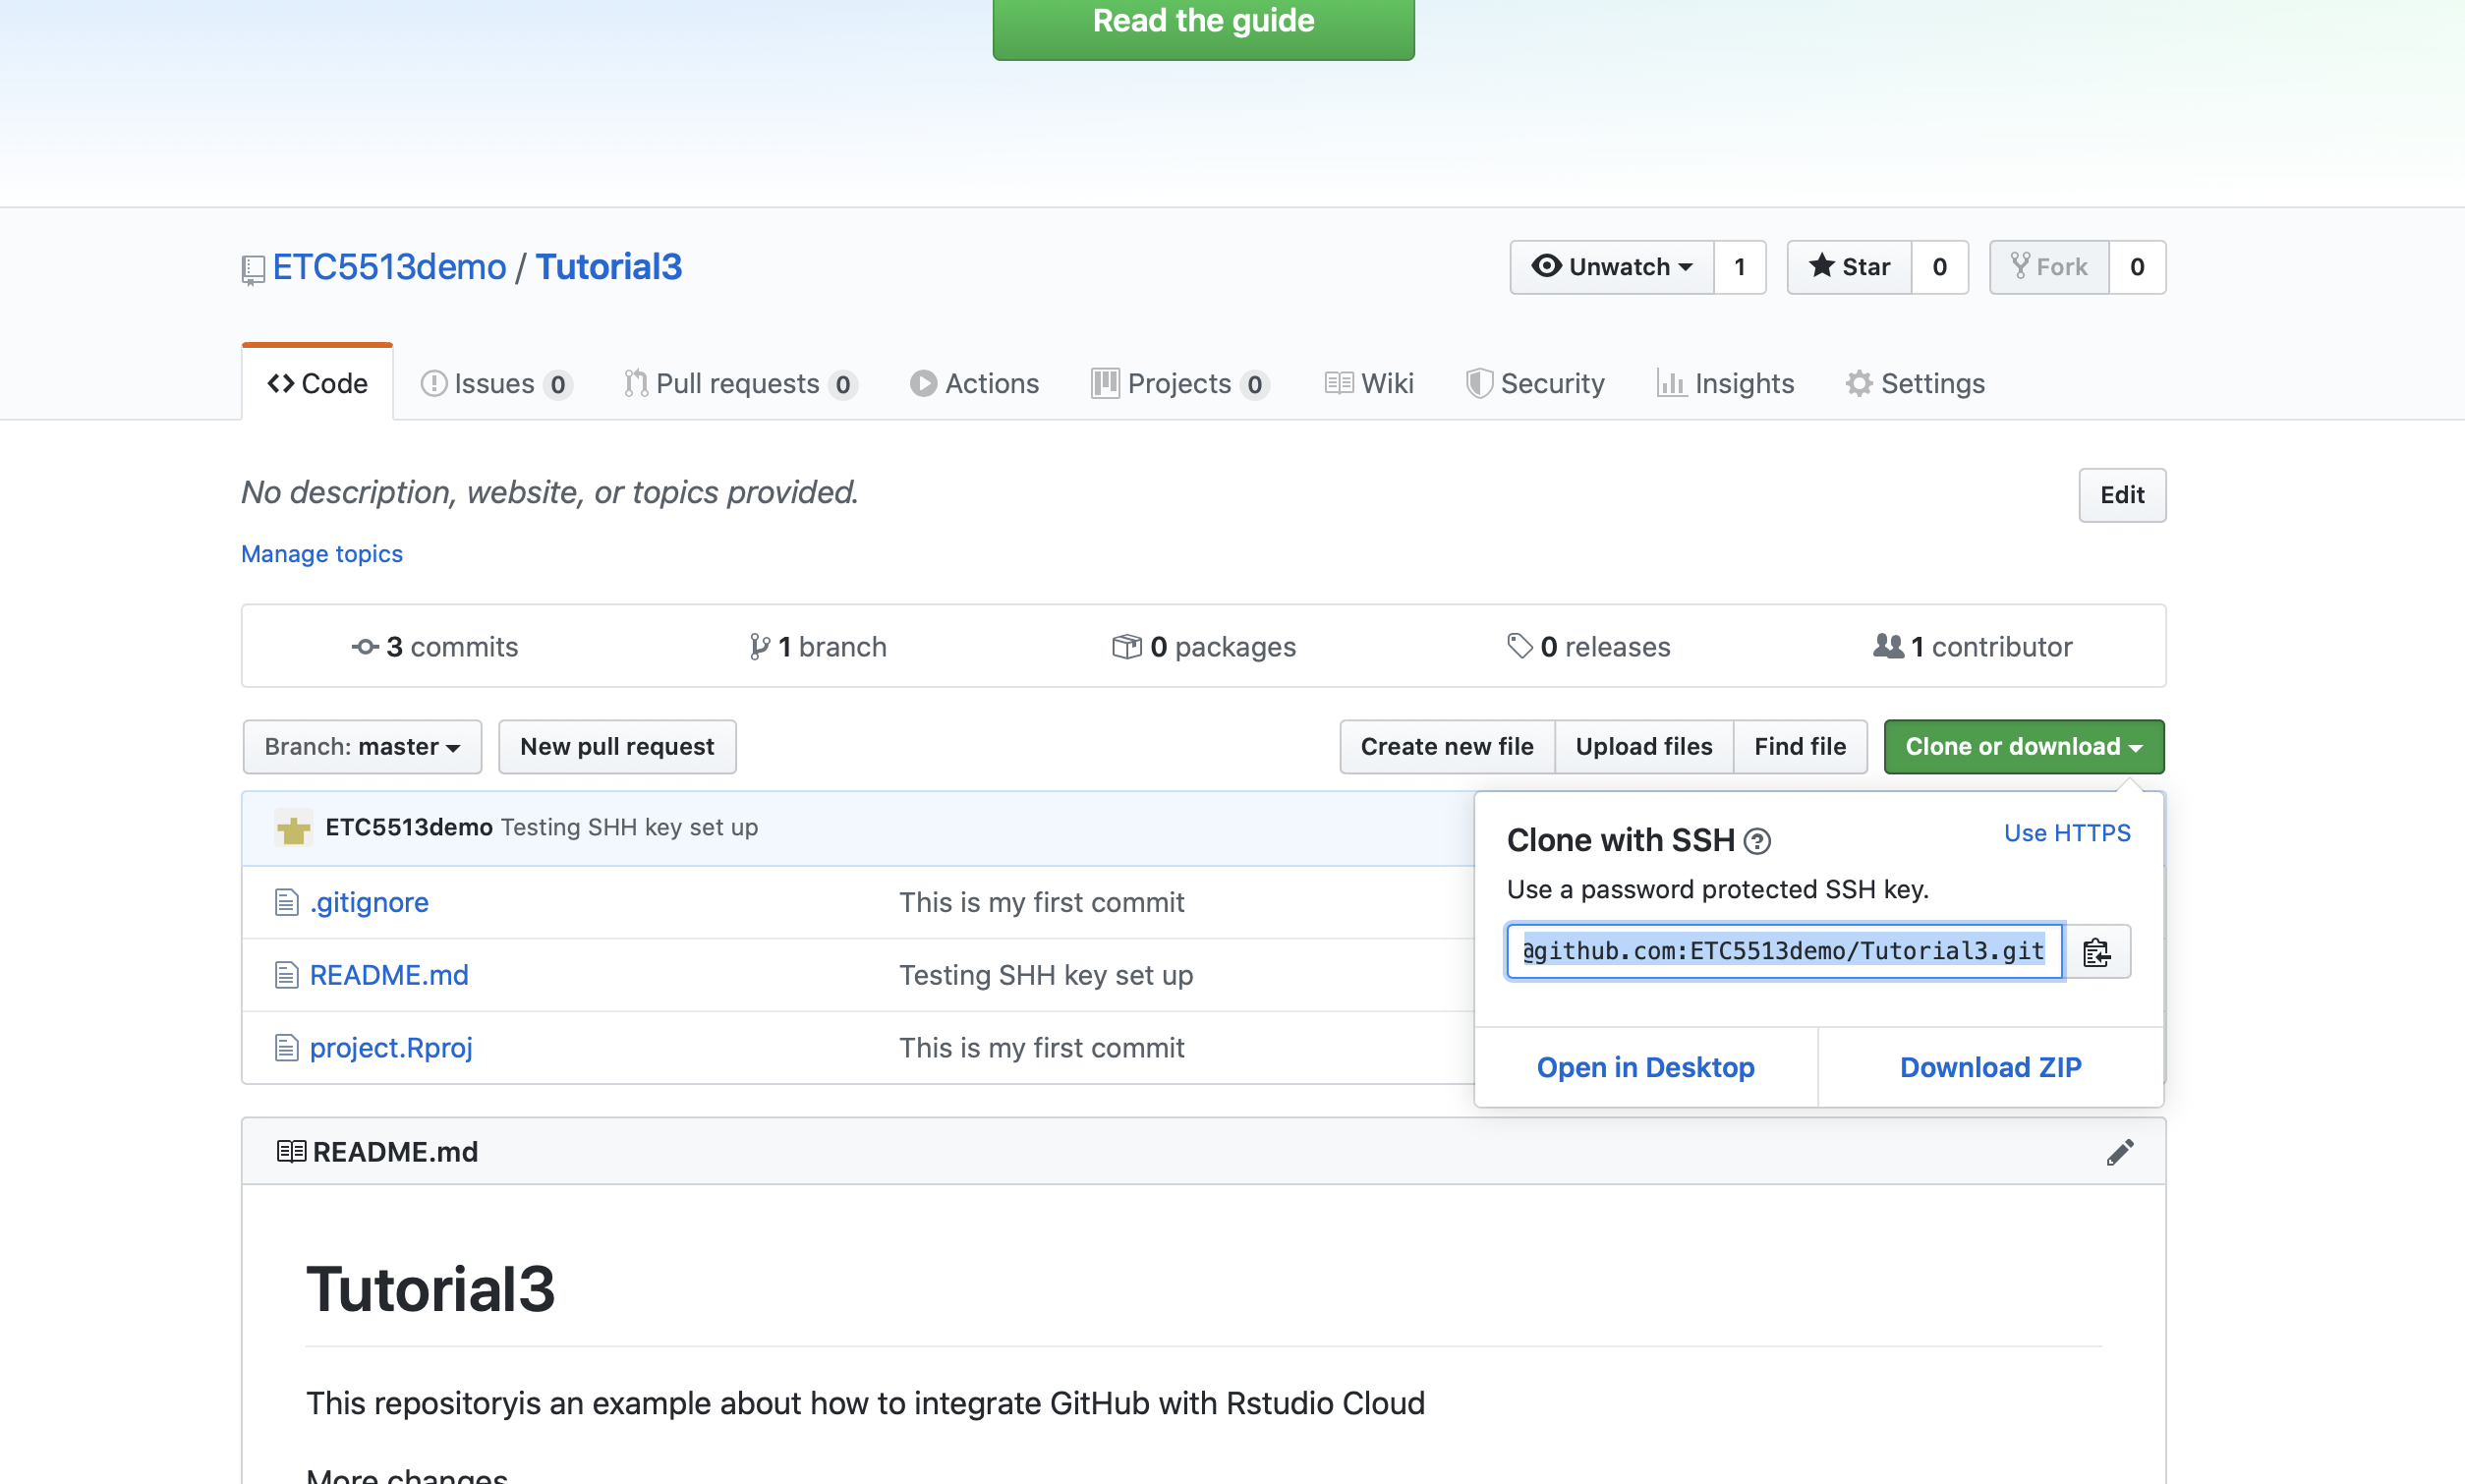 Read the guide
ETC5513demo / Tutorial3
Unwatch 1 Star 0 Fork 0
Code Issues 0 Pull requests 0 Actions Projects 0 Wiki Security Insights Settings
No description, website, or topics provided.
Edit
Manage topics
3 commits 1 branch 0 packages 0 releases 1 contributor
Branch: master New pull request Create new file Upload files Find file Clone or download
ETC5513demo Testing SHH key set up
.gitignore This is my first commit
README.md Testing SHH key set up
project.Rproj This is my first commit
Clone with SSH ? Use HTTPS
Use a password protected SSH key.
@github.com:ETC5513demo/Tutorial3.git
Open in Desktop Download ZIP
README.md
Tutorial3
This repositoryis an example about how to integrate GitHub with Rstudio Cloud
More changes